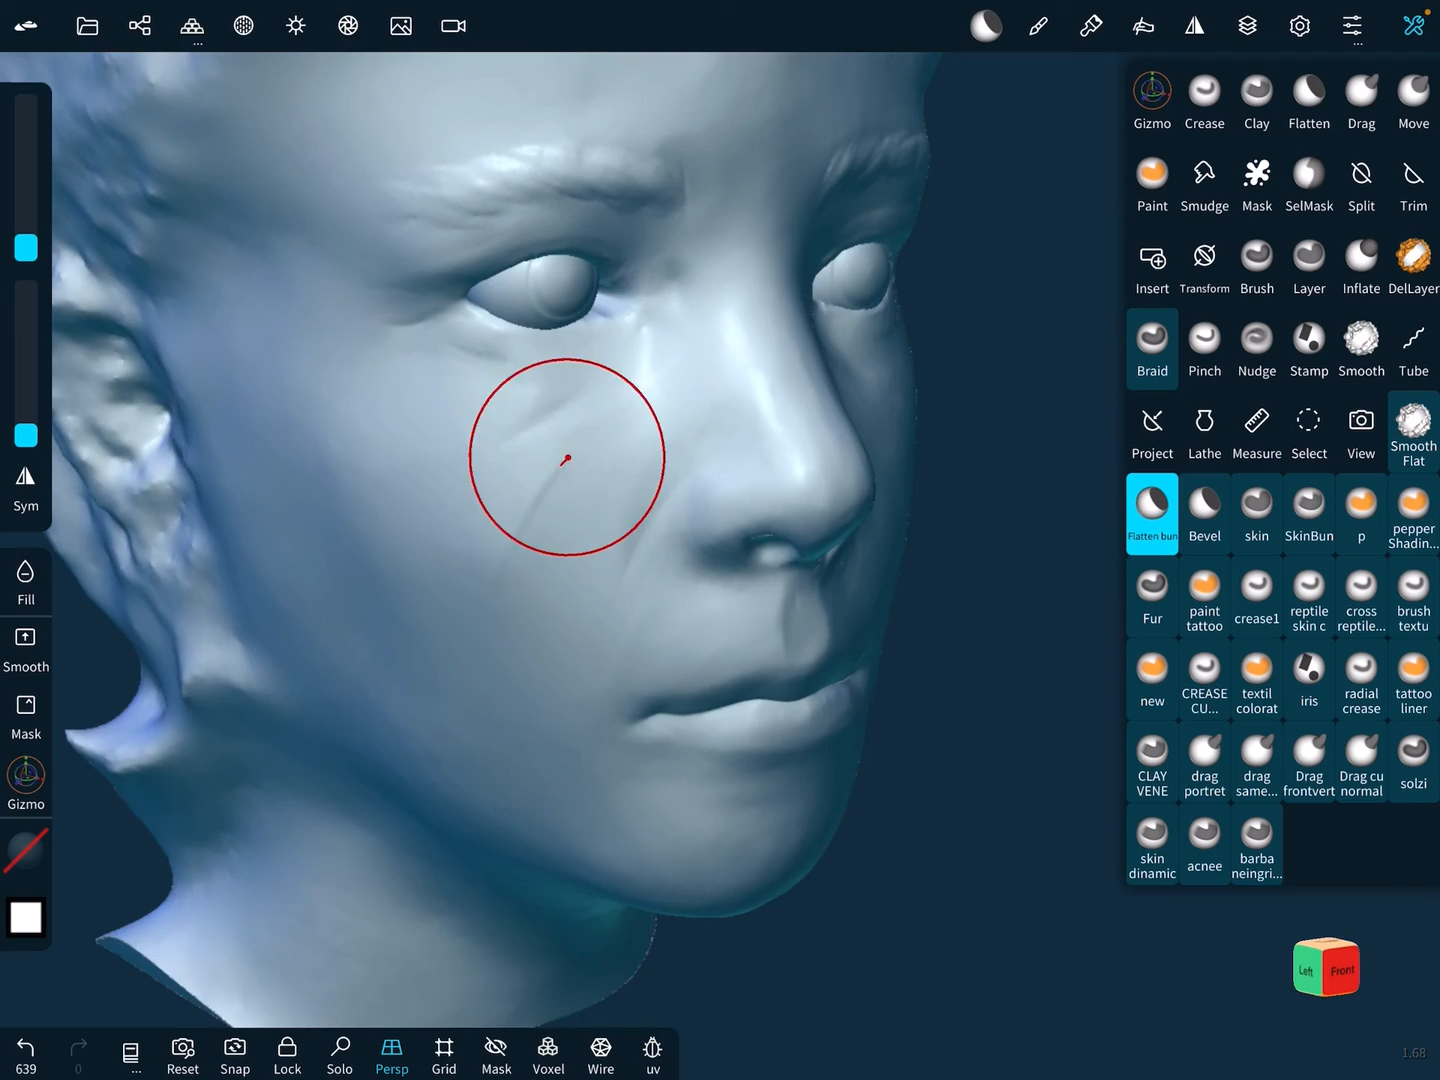 Gizmo Crease Clay Flatten Drag Move
Paint Smudge Mask SelMask Split Trim
Insert Transform Brush Layer Inflate DelLayer
Braid Pinch Nudge Stamp Smooth Tube
Project Lathe Measure Select View Smooth
Flat
Flatten bun Bevel skin SkinBun p pepper
Shadin...
Fur paint
tattoo crease1 reptile
skin c cross
reptile... brush
textu
new CREASE
CU... textil
colorat iris radial
crease tattoo
liner
CLAY
VENE drag
portret drag
same... Drag
frontvert Drag cu
normal solzi
skin
dinamic acnee barba
neingri...
Sym
Fill
Smooth
Mask
Gizmo
Left Front
1.68
639 0 ... Reset Snap Lock Solo Persp Grid Mask Voxel Wire uv